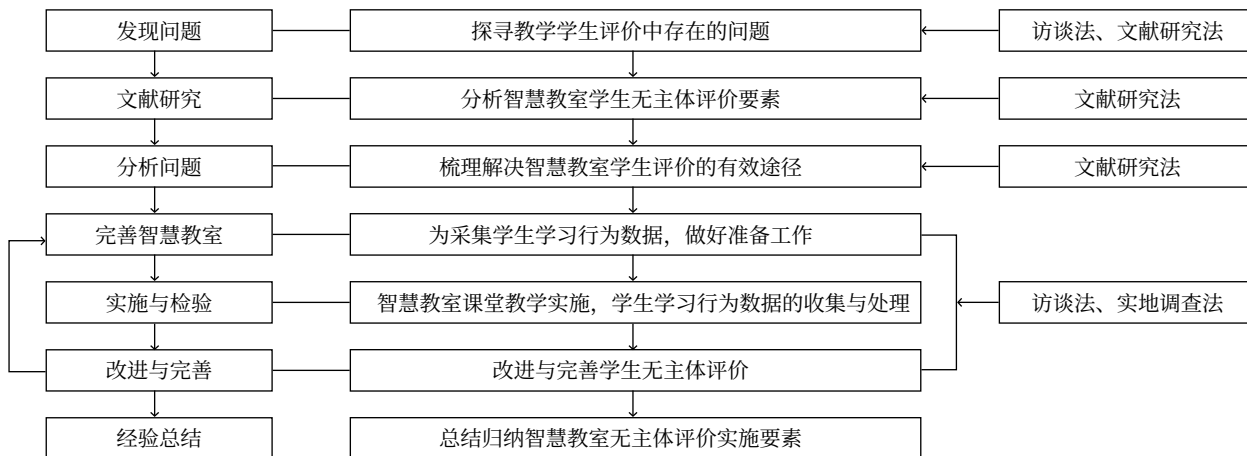 发现问题
探寻教学学生评价中存在的问题
访谈法、文献研究法
文献研究
分析智慧教室学生无主体评价要素
文献研究法
分析问题
梳理解决智慧教室学生评价的有效途径
文献研究法
完善智慧教室
为采集学生学习行为数据，做好准备工作
实施与检验
智慧教室课堂教学实施，学生学习行为数据的收集与处理
访谈法、实地调查法
改进与完善
改进与完善学生无主体评价
经验总结
总结归纳智慧教室无主体评价实施要素